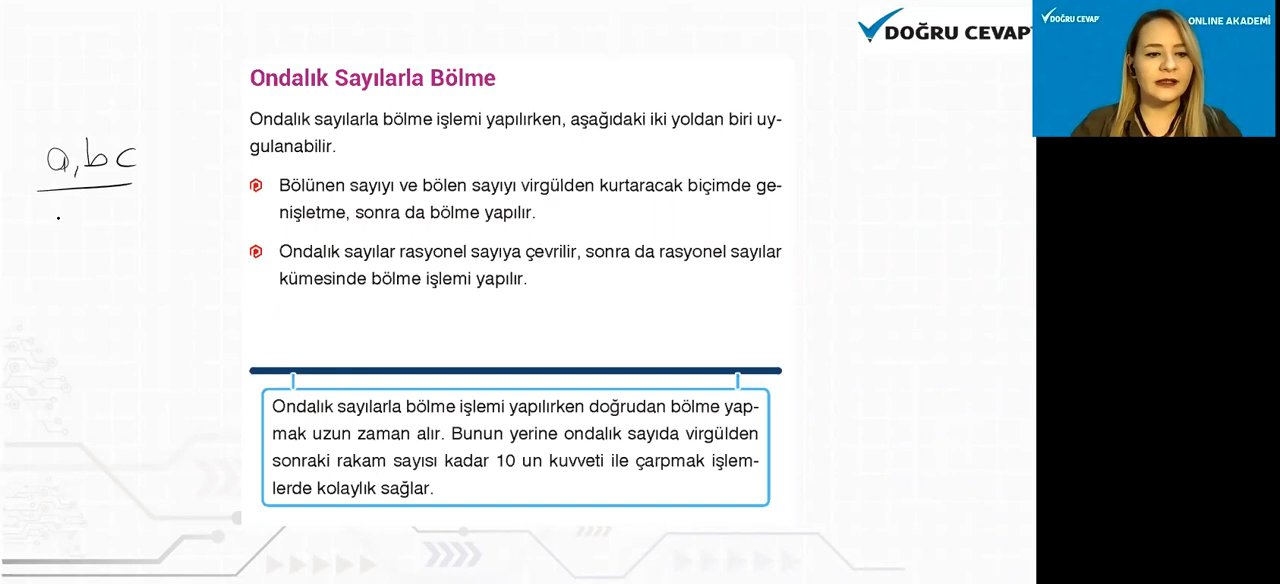 DOĞRU CEVAP
DOĞRU CEVAP
ONLINE AKADEMİ
Ondalık Sayılarla Bölme
Ondalık sayılarla bölme işlemi yapılırken, aşağıdaki iki yoldan biri uy-
gulanabilir.
a,bc
Bölünen sayıyı ve bölen sayıyı virgülden kurtaracak biçimde ge-
nişletme, sonra da bölme yapılır.
Ondalık sayılar rasyonel sayıya çevrilir, sonra da rasyonel sayılar
kümesinde bölme işlemi yapılır.
Ondalık sayılarla bölme işlemi yapılırken doğrudan bölme yap-
mak uzun zaman alır. Bunun yerine ondalık sayıda virgülden
sonraki rakam sayısı kadar 10 un kuvveti ile çarpmak işlem-
lerde kolaylık sağlar.